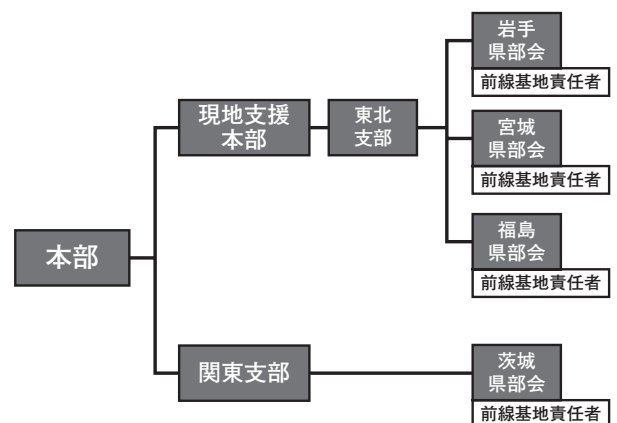 本部
現地支援
本部
東北
支部
岩手
県部会
前線基地責任者
宮城
県部会
前線基地責任者
福島
県部会
前線基地責任者
関東支部
茨城
県部会
前線基地責任者